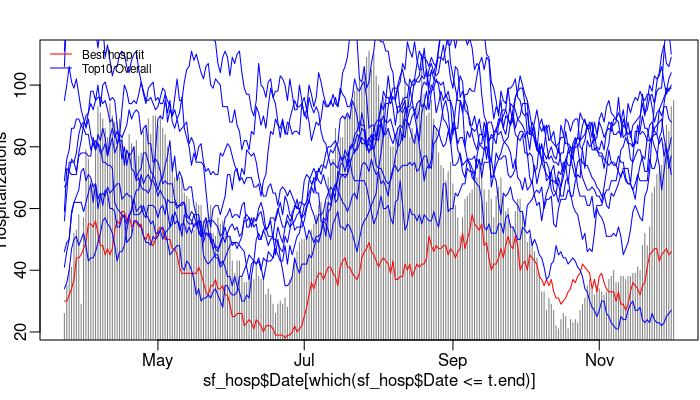 Best hosp fit
Top10 Overall
Hospitalizations
100
80
60
40
20
May
Jul
Sep
Nov
sf_hosp$Date[which(sf_hosp$Date <= t.end)]